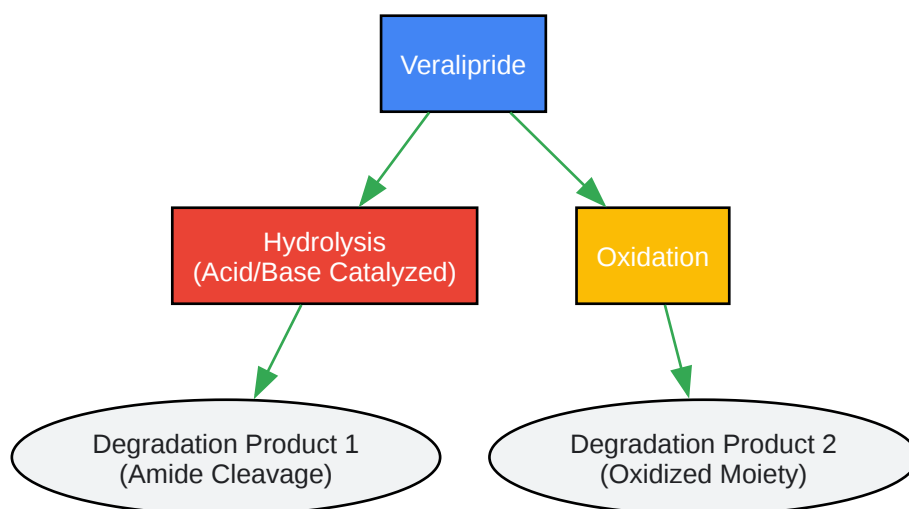 Veralipride
Hydrolysis
(Acid/Base Catalyzed)
Oxidation
Degradation Product 1
(Amide Cleavage)
Degradation Product 2
(Oxidized Moiety)